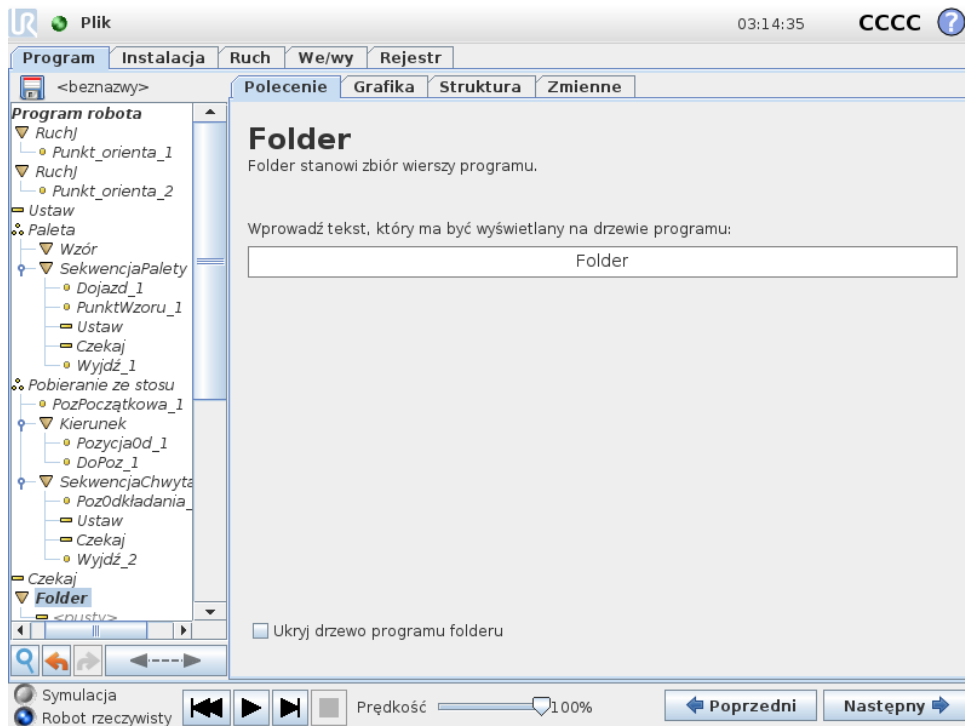 UR Plik 03:14:35 CCCC ?
Program Instalacja Ruch We/wy Rejestr
<beznazwy>
Polecenie Grafika Struktura Zmienne
Program robota
RuchJ
Punkt_orienta_1
RuchJ
Punkt_orienta_2
Ustaw
Paleta
Wzór
SekwencjaPalety
Dojazd_1
PunktWzoru_1
Ustaw
Czekaj
Wyjdź_1
Pobieranie ze stosu
PozPoczątkowa_1
Kierunek
PozycjaOd_1
DoPoz_1
SekwencjaChwyta
PozOdkładania_
Ustaw
Czekaj
Wyjdź_2
Czekaj
Folder
<pusty>
Folder
Folder stanowi zbiór wierszy programu.
Wprowadź tekst, który ma być wyświetlany na drzewie programu:
Folder
Ukryj drzewo programu folderu
Symulacja
Robot rzeczywisty
Prędkość 100%
Poprzedni Następny